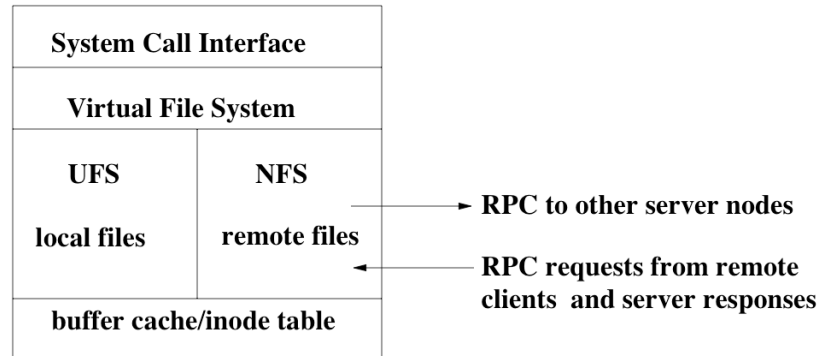 System Call Interface
Virtual File System
UFS
local files
NFS
remote files
RPC to other server nodes
RPC requests from remote
clients and server responses
buffer cache/inode table